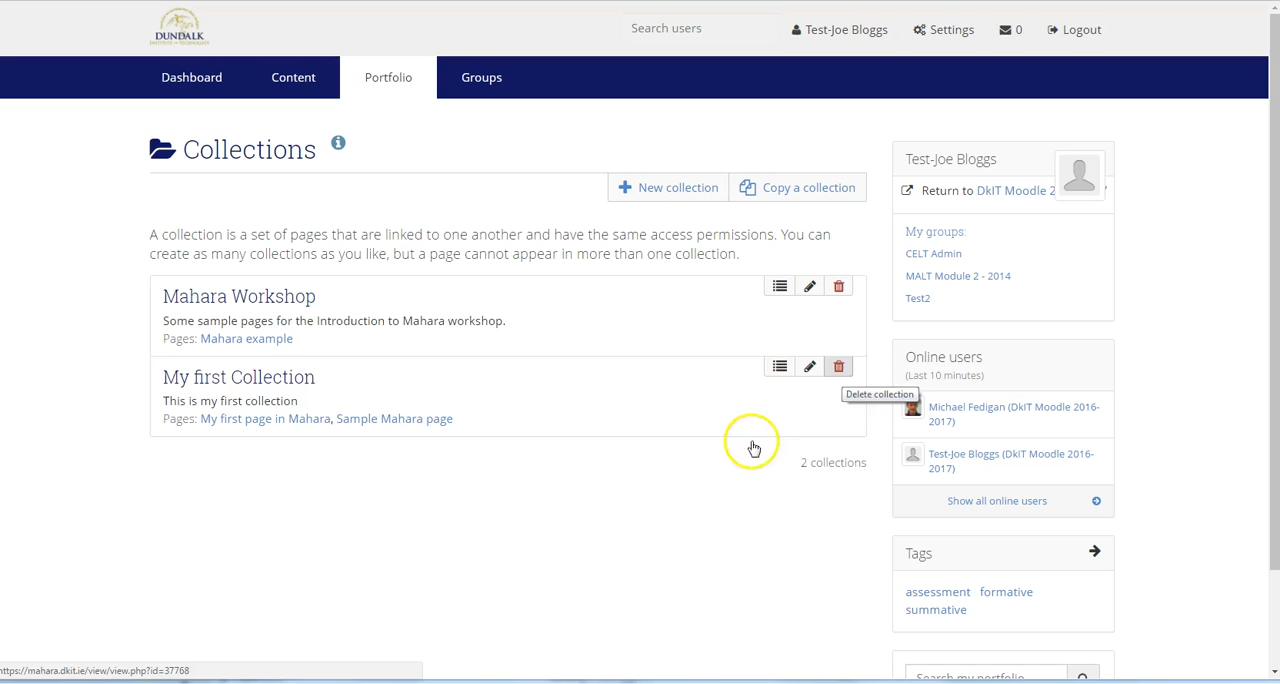 DUNDALK
INSTITUTE OF TECHNOLOGY
Search users
Test-Joe Bloggs
Settings
0
Logout
Dashboard
Content
Portfolio
Groups
Collections
New collection
Copy a collection
A collection is a set of pages that are linked to one another and have the same access permissions. You can
create as many collections as you like, but a page cannot appear in more than one collection.
Mahara Workshop
Some sample pages for the Introduction to Mahara workshop.
Pages: Mahara example
My first Collection
This is my first collection
Pages: My first page in Mahara, Sample Mahara page
Delete collection
2 collections
Test-Joe Bloggs
Return to DkIT Moodle 2
My groups:
CELT Admin
MALT Module 2 - 2014
Test2
Online users
(Last 10 minutes)
Michael Fedigan (DkIT Moodle 2016-
2017)
Test-Joe Bloggs (DkIT Moodle 2016-
2017)
Show all online users
Tags
assessment formative
summative
Search my portfolio
https://mahara.dkit.ie/view/view.php?id=37768